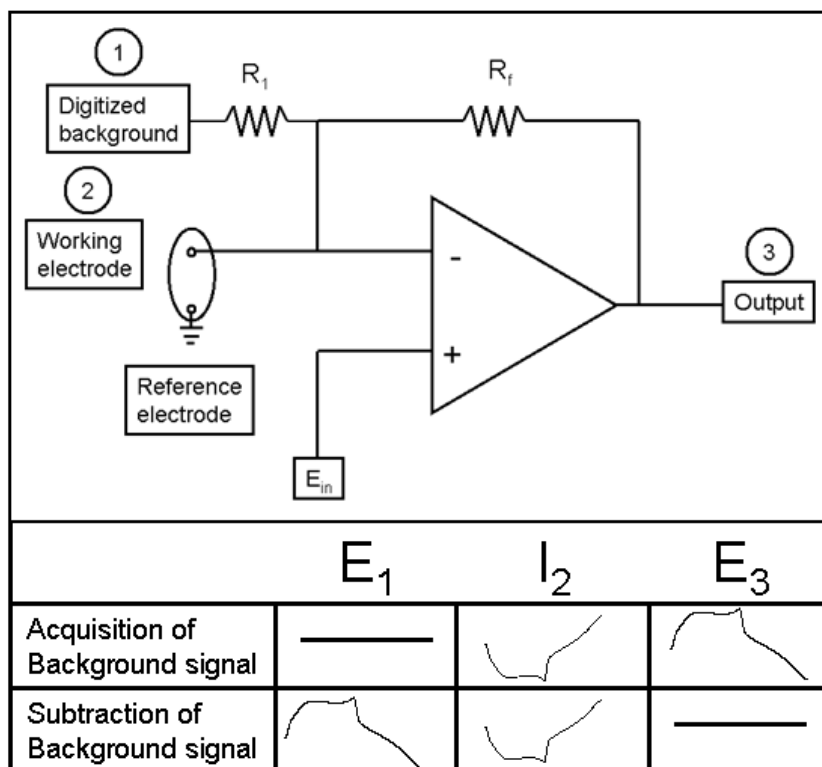 1
Digitized
background
R1
Rf
2
Working
electrode
-
+
3
Output
Reference
electrode
Ein
E1 I2 E3
Acquisition of
Background signal
Subtraction of
Background signal